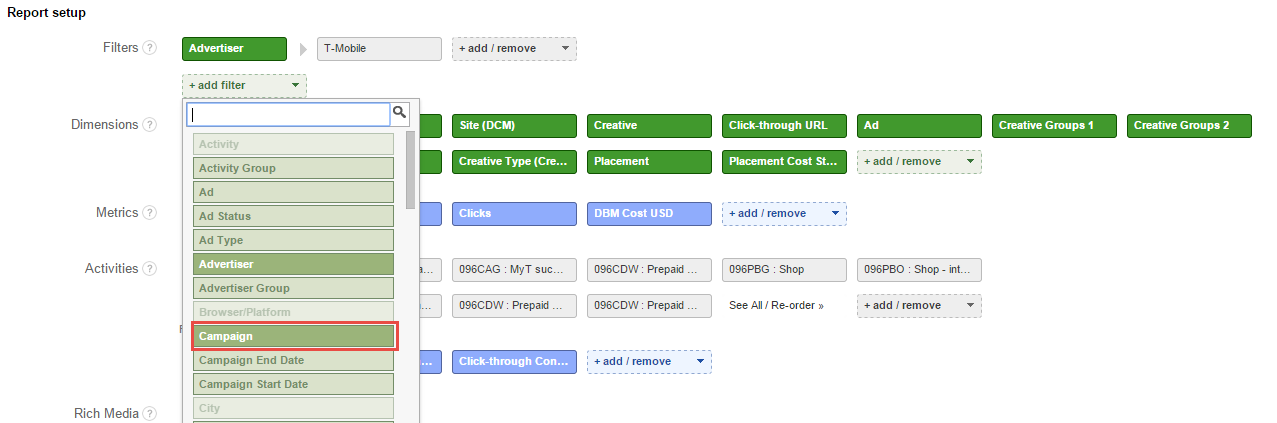 Report setup
Filters ? Advertiser T-Mobile + add / remove
+ add filter
Dimensions ? Site (DCM) Creative Click-through URL Ad Creative Groups 1 Creative Groups 2
Creative Type (Cre... Placement Placement Cost St... + add / remove
Metrics ? Clicks DBM Cost USD + add / remove
Activities ? a... 096CAG : MyT suc... 096CDW : Prepaid ... 096PBG : Shop 096PBO : Shop - int...
... 096CDW : Prepaid ... 096CDW : Prepaid ... See All / Re-order » + add / remove
... Click-through Con... + add / remove
Rich Media ?
Activity
Activity Group
Ad
Ad Status
Ad Type
Advertiser
Advertiser Group
Browser/Platform
Campaign
Campaign End Date
Campaign Start Date
City